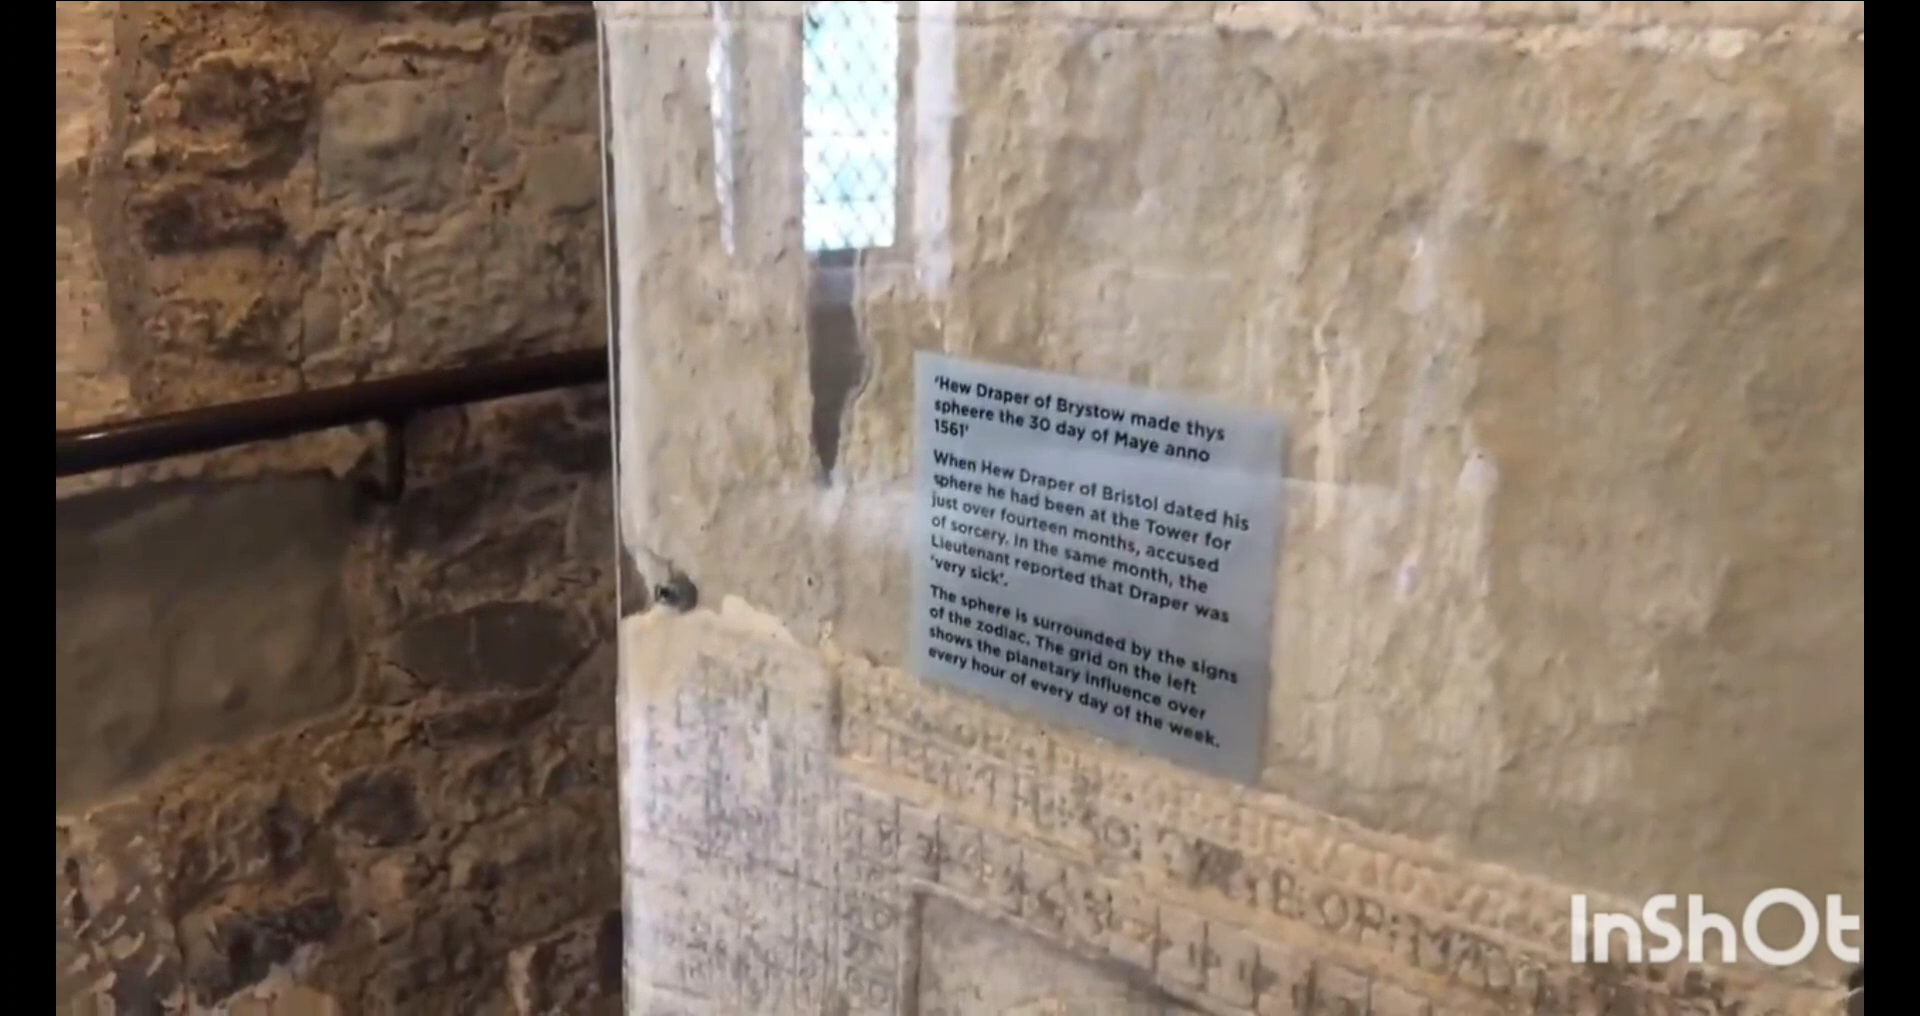 'Hew Draper of Brystow made thys
spheere the 30 day of Maye anno
1561'
When Hew Draper of Bristol dated his
sphere he had been at the Tower for
just over fourteen months, accused
of sorcery. In the same month, the
Lieutenant reported that Draper was
'very sick'.
The sphere is surrounded by the signs
of the zodiac. The grid on the left
shows the planetary influence over
every hour of every day of the week.
InShOt